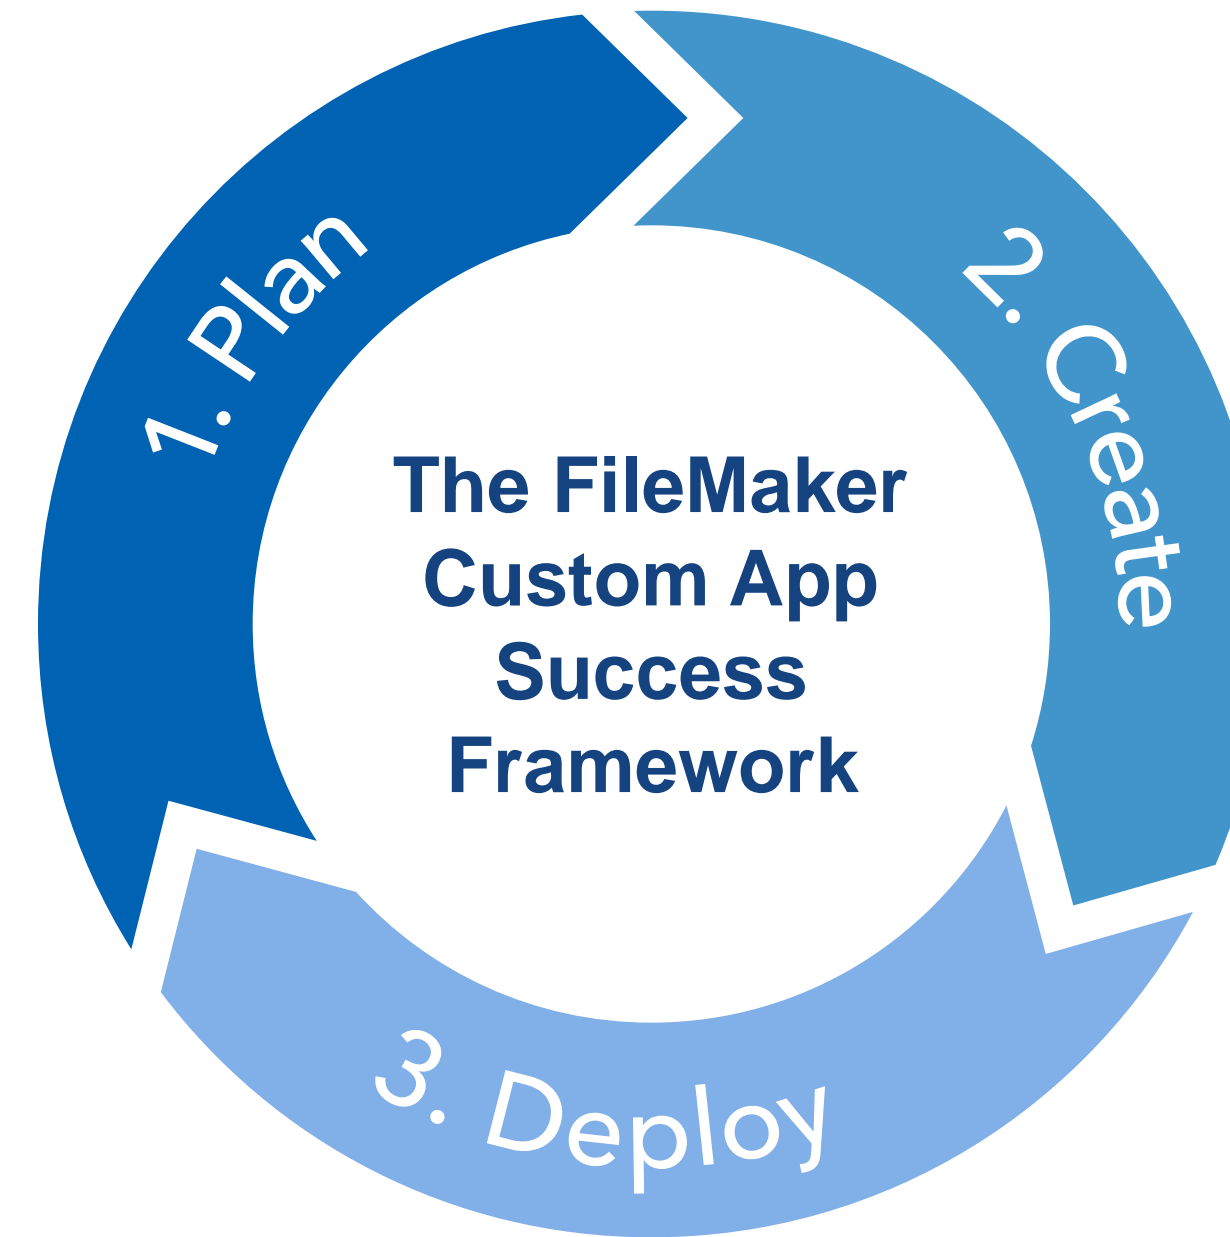 1. Plan
2. Create
The FileMaker
Custom App
Success
Framework
3. Deploy